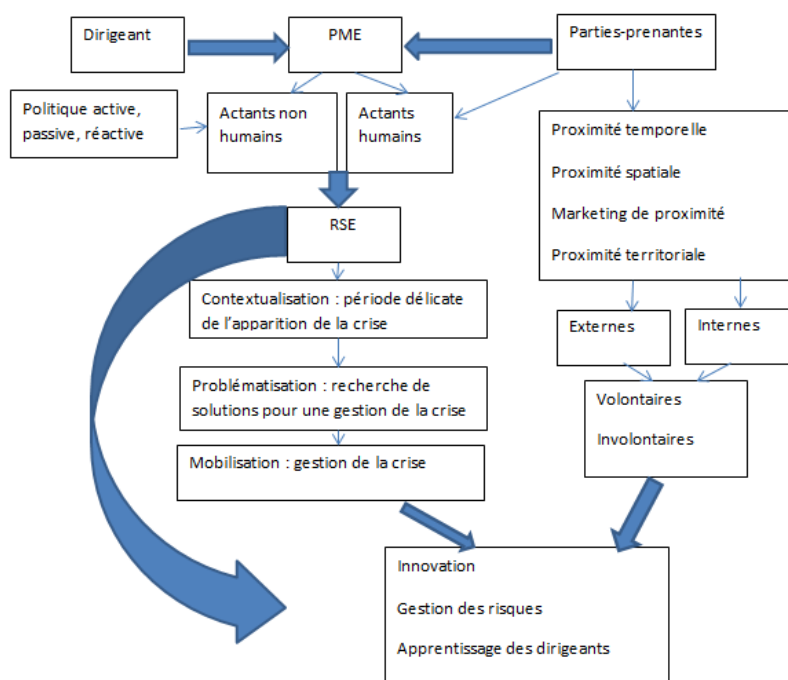 Dirigeant
PME
Parties-prenantes
Politique active,
passive, réactive
Actants non
humains
Actants
humains
Proximité temporelle
Proximité spatiale
Marketing de proximité
Proximité territoriale
RSE
Contextualisation : période délicate
de l'apparition de la crise
Externes
Internes
Problématisation : recherche de
solutions pour une gestion de la crise
Volontaires
Involontaires
Mobilisation : gestion de la crise
Innovation
Gestion des risques
Apprentissage des dirigeants